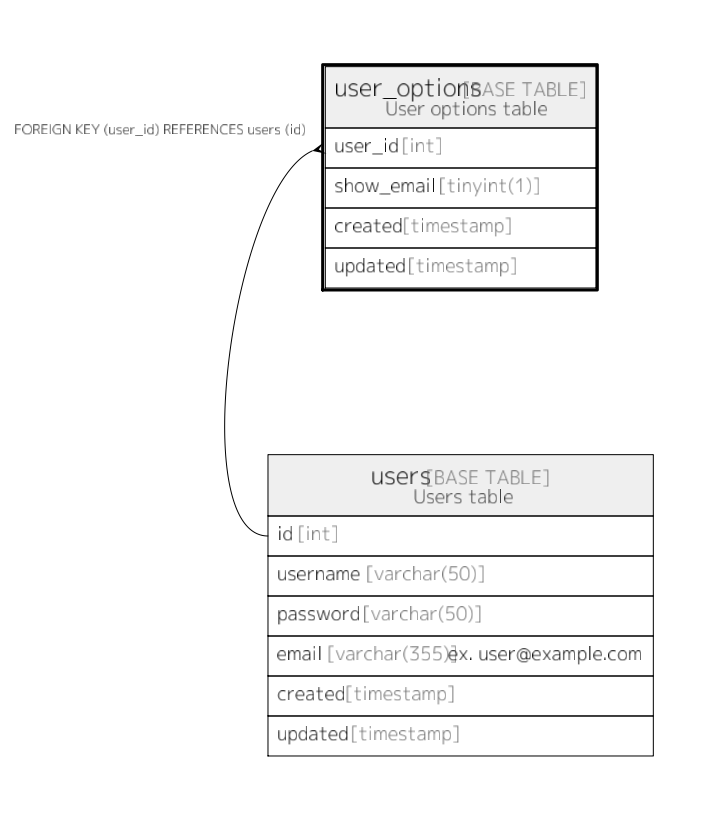 user_options [BASE TABLE]
User options table
FOREIGN KEY (user_id) REFERENCES users (id)
user_id [int]
show_email [tinyint(1)]
created [timestamp]
updated [timestamp]
users [BASE TABLE]
Users table
id [int]
username [varchar(50)]
password [varchar(50)]
email [varchar(355)] ex. user@example.com
created [timestamp]
updated [timestamp]